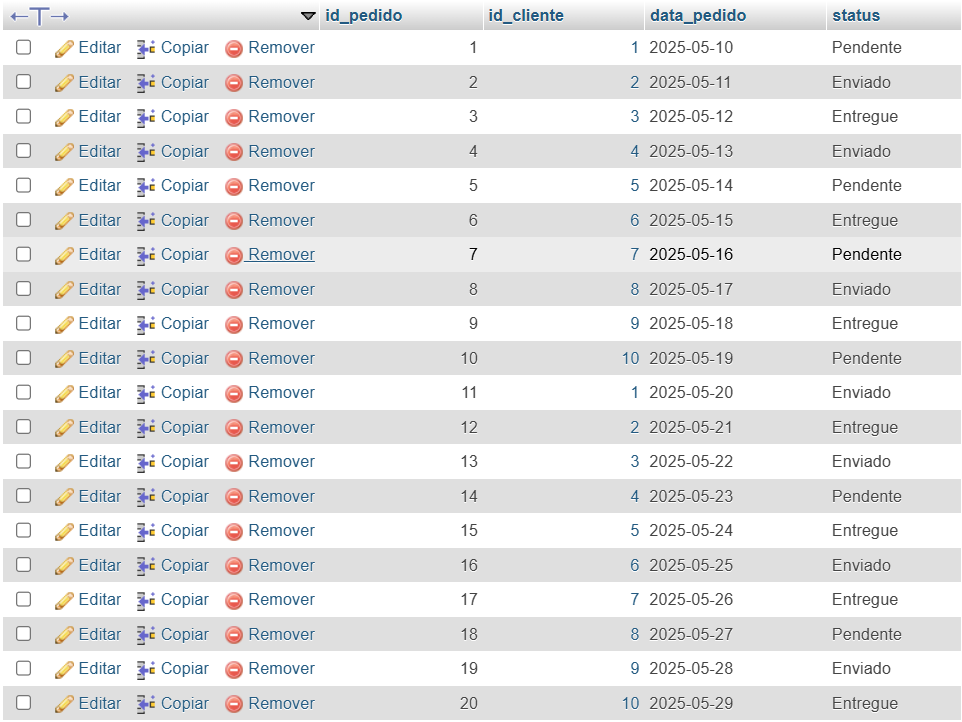 ←T→ id_pedido id_cliente data_pedido status
Editar Copiar Remover 1 1 2025-05-10 Pendente
Editar Copiar Remover 2 2 2025-05-11 Enviado
Editar Copiar Remover 3 3 2025-05-12 Entregue
Editar Copiar Remover 4 4 2025-05-13 Enviado
Editar Copiar Remover 5 5 2025-05-14 Pendente
Editar Copiar Remover 6 6 2025-05-15 Entregue
Editar Copiar Remover 7 7 2025-05-16 Pendente
Editar Copiar Remover 8 8 2025-05-17 Enviado
Editar Copiar Remover 9 9 2025-05-18 Entregue
Editar Copiar Remover 10 10 2025-05-19 Pendente
Editar Copiar Remover 11 1 2025-05-20 Enviado
Editar Copiar Remover 12 2 2025-05-21 Entregue
Editar Copiar Remover 13 3 2025-05-22 Enviado
Editar Copiar Remover 14 4 2025-05-23 Pendente
Editar Copiar Remover 15 5 2025-05-24 Entregue
Editar Copiar Remover 16 6 2025-05-25 Enviado
Editar Copiar Remover 17 7 2025-05-26 Entregue
Editar Copiar Remover 18 8 2025-05-27 Pendente
Editar Copiar Remover 19 9 2025-05-28 Enviado
Editar Copiar Remover 20 10 2025-05-29 Entregue